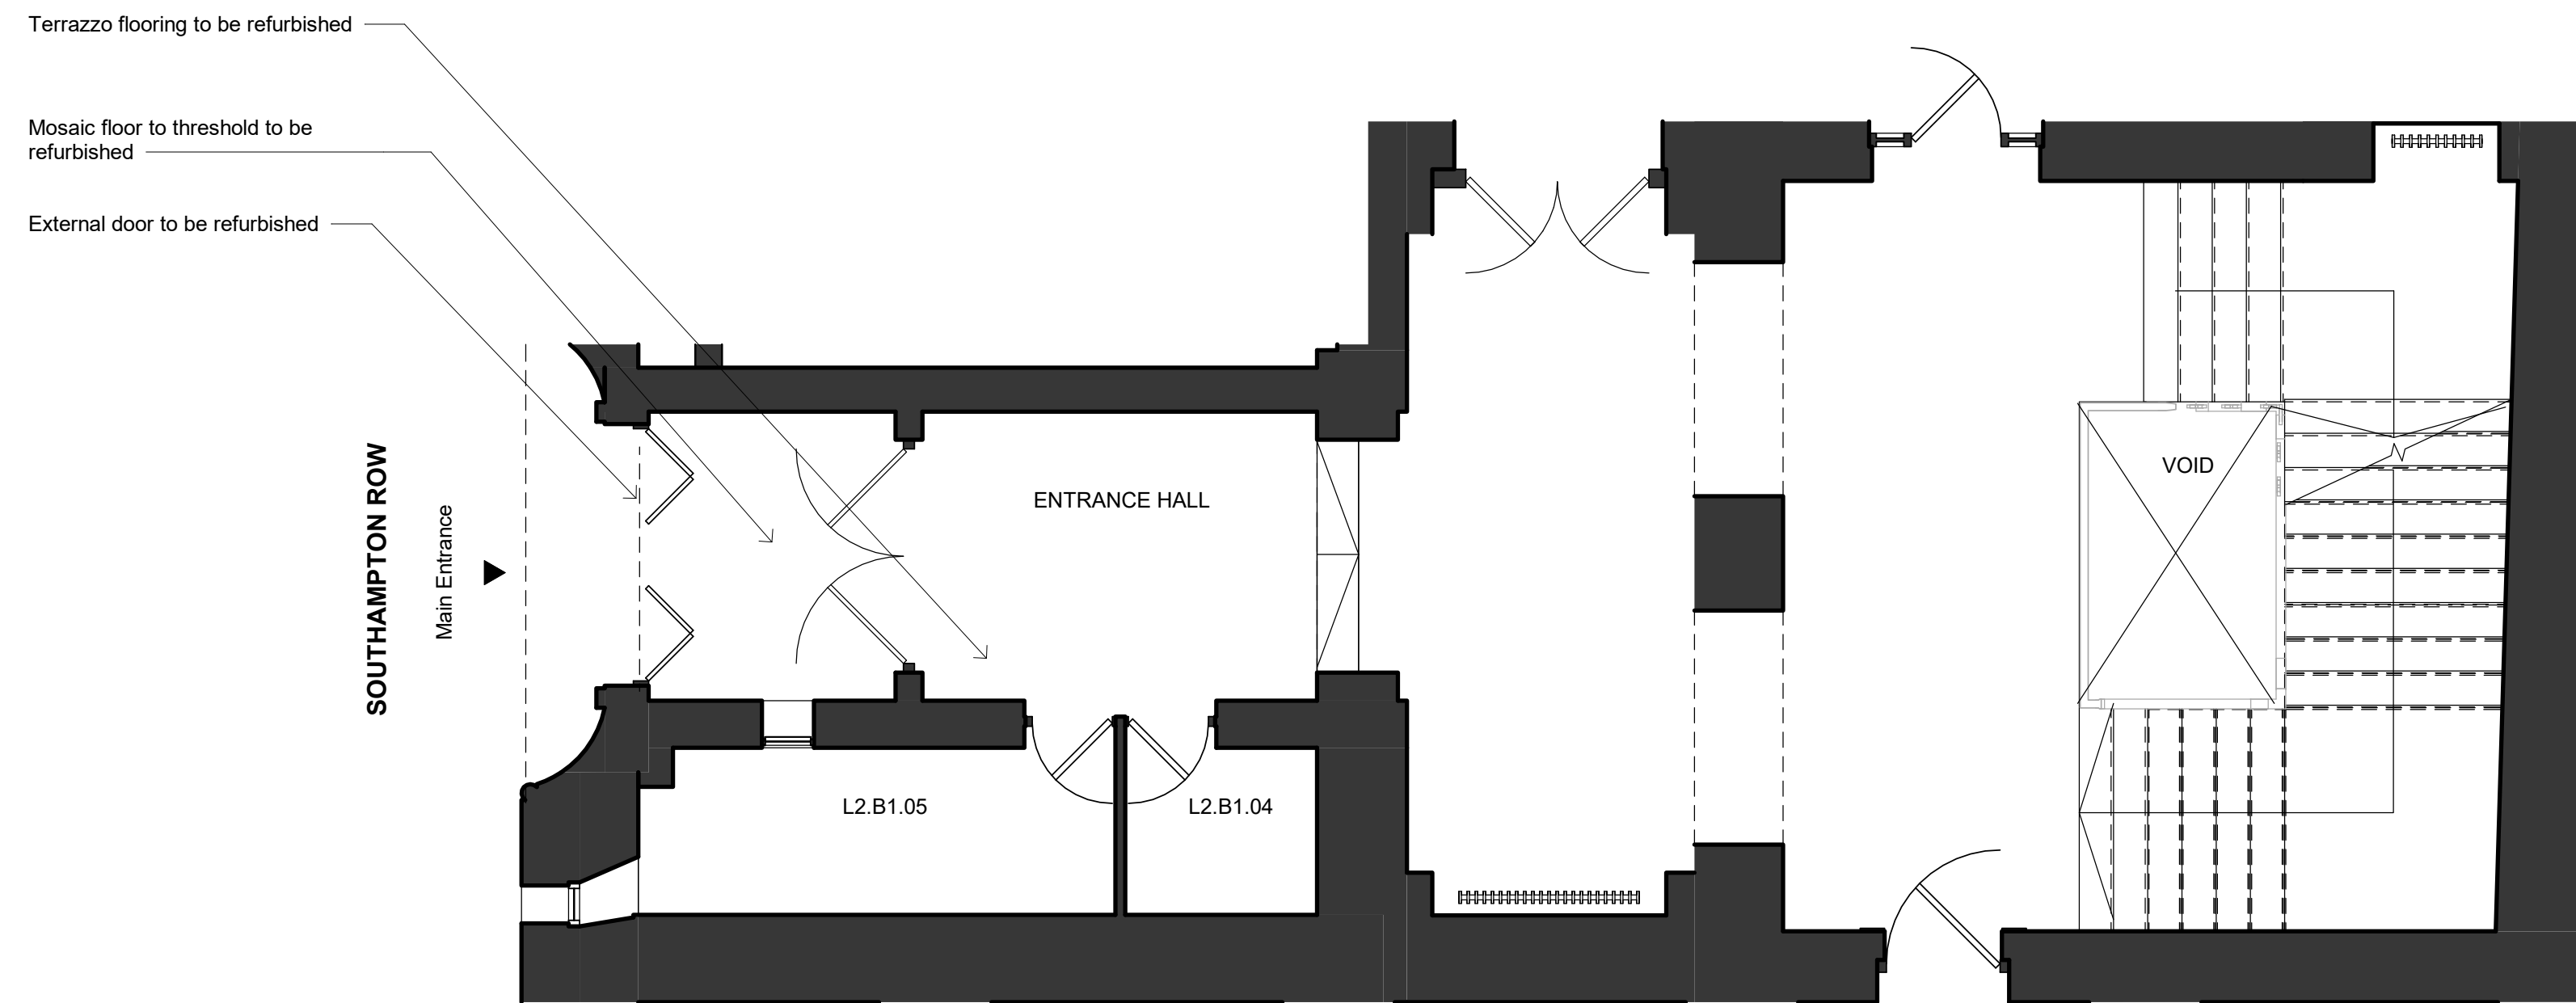 Terrazzo flooring to be refurbished
Mosaic floor to threshold to be
refurbished
External door to be refurbished
SOUTHAMPTON ROW
Main Entrance
ENTRANCE HALL
VOID
L2.B1.05
L2.B1.04